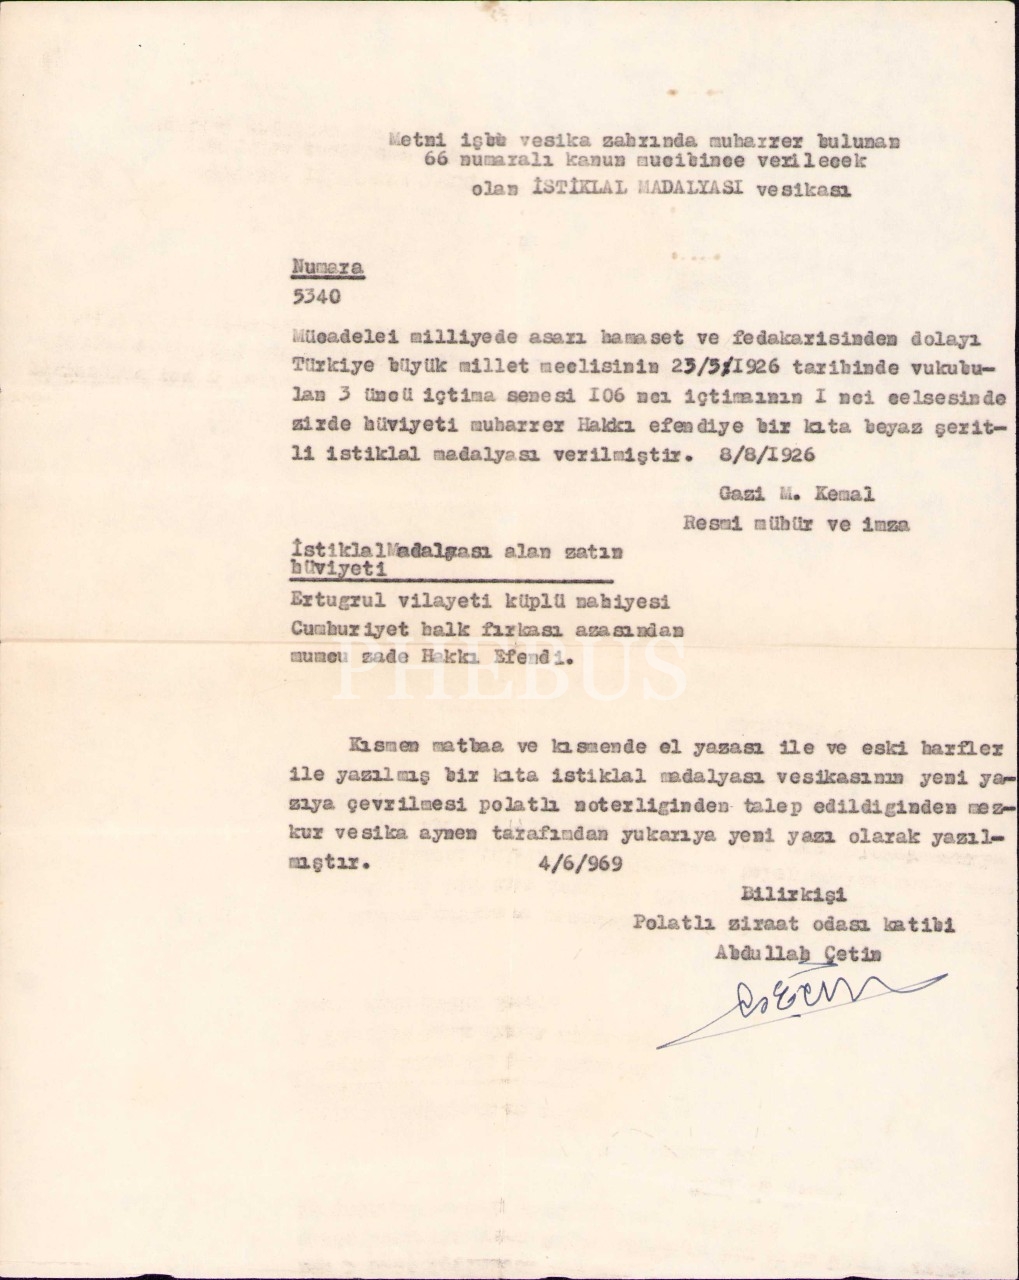 Metni işbu vesika zahrında muharrer bulunan
66 numaralı kanun mucibince verilecek
olan İSTİKLAL MADALYASI vesikası
Numara
5340
Mücadelei milliyede asarı hamaset ve fedakarisinden dolayı
Türkiye büyük millet meclisinin 23/5/1926 tarihinde vukubu-
lan 3 üncü içtima senesi I06 ncı içtimaının I nci celsesinde
zirde hüviyeti muharrer Hakkı efendiye bir kıta beyaz şerit-
li istiklal madalyası verilmiştir. 8/8/I926
Gazi M. Kemal
Resmi mühür ve imza
İstiklalMadalyası alan zatın
hüviyeti
Ertugrul vilayeti küplü nahiyesi
Cumhuriyet halk fırkası azasından
mumcu zade Hakkı Efendi.
PHEBUS
Kısmen matbaa ve kısmende el yazası ile ve eski harfler
ile yazılmış bir kıta istiklal madalyası vesikasının yeni ya-
zıya çevrilmesi polatlı noterliginden talep edildiginden mez-
kur vesika aynen tarafımdan yukarıya yeni yazı olarak yazıl-
mıştır. 4/6/969
Bilirkişi
Polatlı ziraat odası katibi
Abdullah Çetin